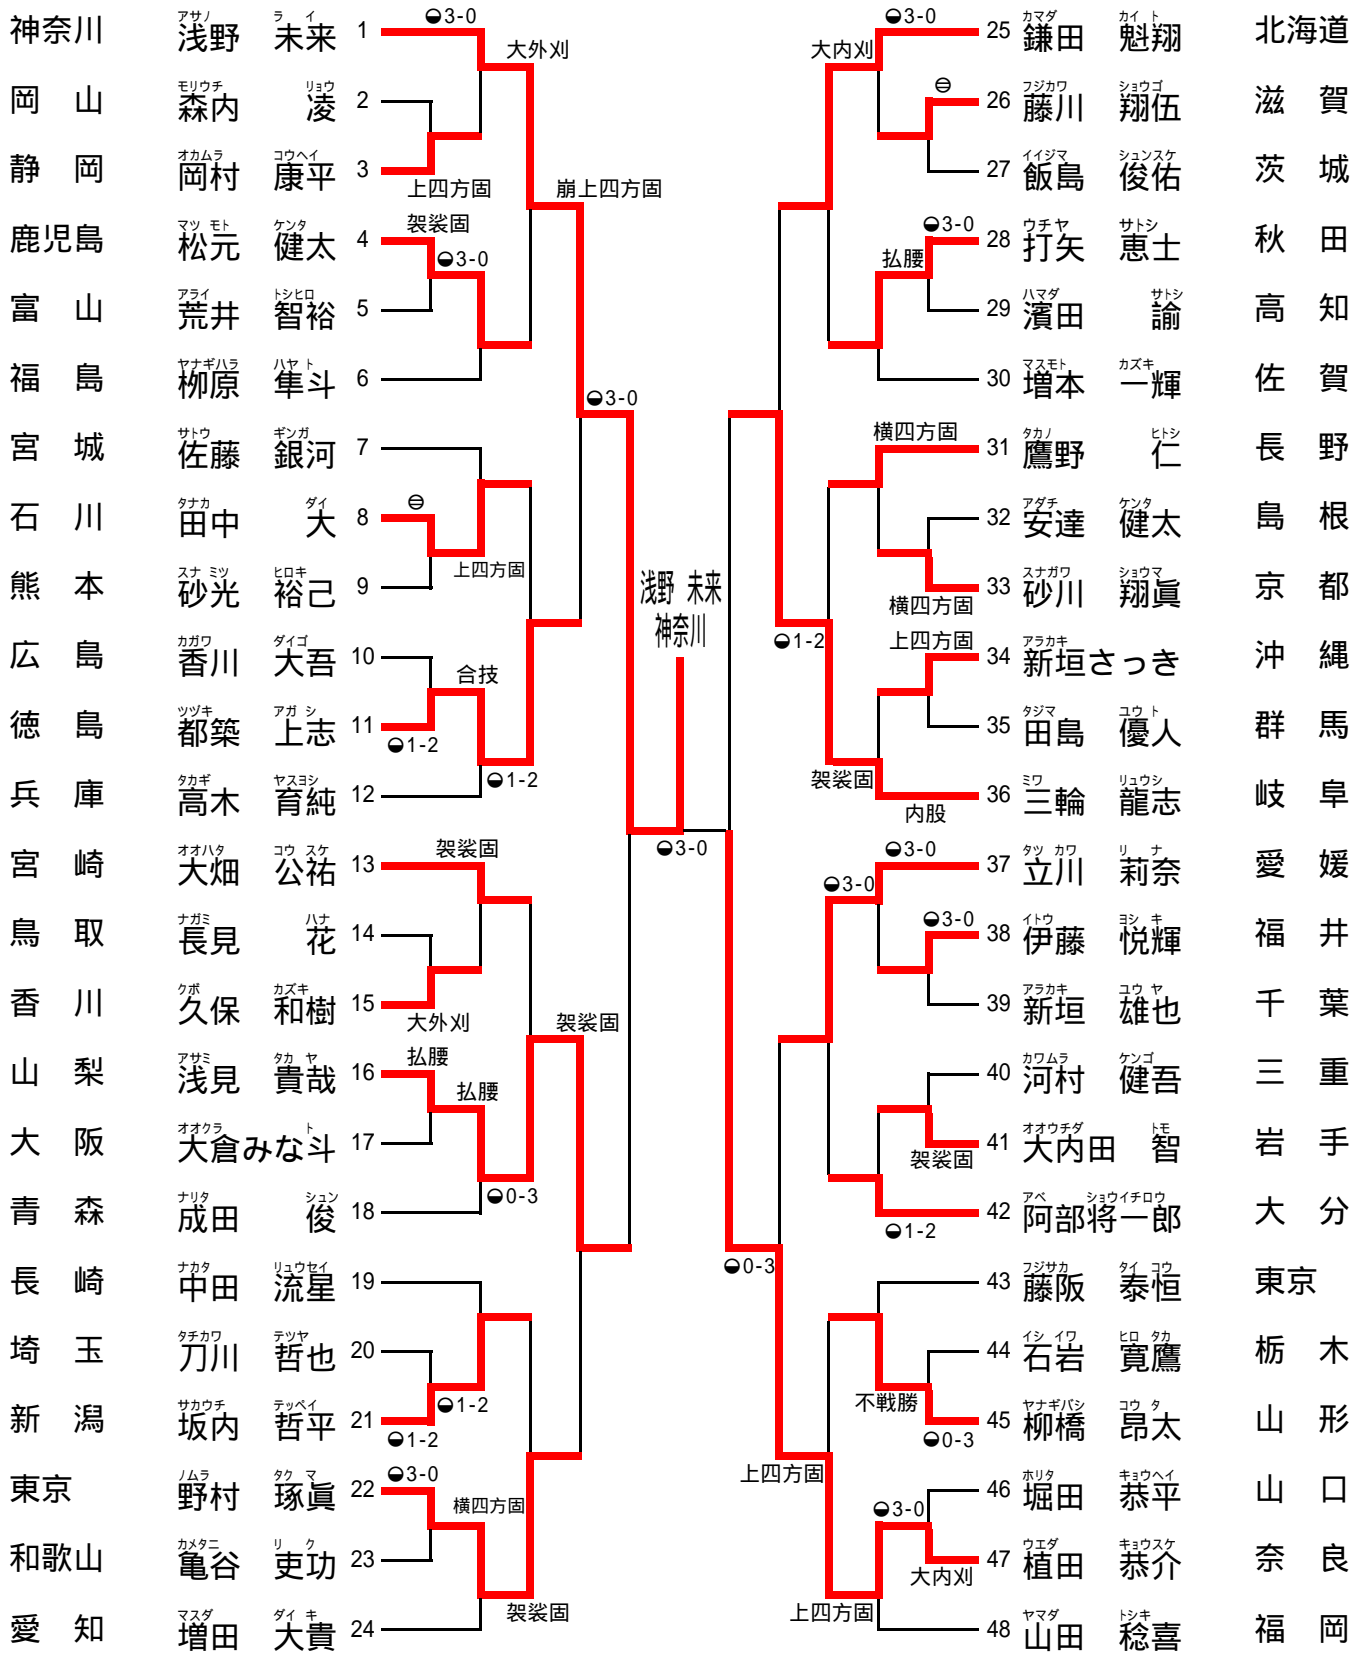 神奈川 浅野 未来 アサノ ラ イ 1
岡山 森内 凌 モリウチ リョウ 2
静岡 岡村 康平 オカムラ コウヘイ 3
鹿児島 松元 健太 マツ モト ケンタ 4
富山 荒井 智裕 アライ トシヒロ 5
福島 栁原 隼斗 ヤナギハラ ハヤ ト 6
宮城 佐藤 銀河 サトウ ギンガ 7
石川 田中 大 タナカ ダイ 8
熊本 砂光 裕己 スナ ミツ ヒロキ 9
広島 香川 大吾 カガワ ダイゴ 10
徳島 都築 上志 ツヅキ アガ シ 11
兵庫 高木 育純 タカギ ヤスヨシ 12
宮崎 大畑 公祐 オオハタ コウ スケ 13
鳥取 長見 花 ナガミ ハナ 14
香川 久保 和樹 クボ カズキ 15
山梨 浅見 貴哉 アサミ タカ ヤ 16
大阪 大倉みな斗 オオクラ ト 17
青森 成田 俊 ナリタ シュン 18
長崎 中田 流星 ナカタ リュウセイ 19
埼玉 刀川 哲也 タチカワ テツヤ 20
新潟 坂内 哲平 サカウチ テッペイ 21
東京 野村 琢眞 ノムラ タク マ 22
和歌山 亀谷 吏功 カメタニ リ ク 23
愛知 増田 大貴 マスダ ダイ キ 24
◒3-0
大外刈
上四方固
崩上四方固
袈裟固
◒3-0
◒3-0
⊖
上四方固
合技
◒1-2
◒1-2
袈裟固
大外刈
袈裟固
払腰
払腰
◒0-3
◒1-2
◒1-2
◒3-0
横四方固
袈裟固
浅野 未来
神奈川
◒3-0
◒3-0
大内刈
⊖
◒3-0
払腰
横四方固
横四方固
◒1-2
上四方固
袈裟固
内股
◒3-0
◒3-0
◒3-0
袈裟固
◒1-2
◒0-3
不戦勝
◒0-3
上四方固
◒3-0
大内刈
上四方固
25 鎌田 魁翔 カマダ カイ ト 北海道
26 藤川 翔伍 フジカワ ショウゴ 滋賀
27 飯島 俊佑 イイジマ シュンスケ 茨城
28 打矢 恵士 ウチヤ サトシ 秋田
29 濱田 諭 ハマダ サトシ 高知
30 増本 一輝 マスモト カズキ 佐賀
31 鷹野 仁 タカノ ヒトシ 長野
32 安達 健太 アダチ ケンタ 島根
33 砂川 翔眞 スナガワ ショウマ 京都
34 新垣さっき アラカキ 沖縄
35 田島 優人 タジマ ユウ ト 群馬
36 三輪 龍志 ミワ リュウシ 岐阜
37 立川 莉奈 タツ カワ リ ナ 愛媛
38 伊藤 悦輝 イトウ ヨシ キ 福井
39 新垣 雄也 アラカキ ユウ ヤ 千葉
40 河村 健吾 カワムラ ケンゴ 三重
41 大内田 智 オオウチダ トモ 岩手
42 阿部将一郎 アベ ショウイチロウ 大分
43 藤阪 泰恒 フジサカ タイ コウ 東京
44 石岩 寛鷹 イシ イワ ヒロ タカ 栃木
45 柳橋 昂太 ヤナギバシ コウ タ 山形
46 堀田 恭平 ホリタ キョウヘイ 山口
47 植田 恭介 ウエダ キョウスケ 奈良
48 山田 稔喜 ヤマダ トシキ 福岡